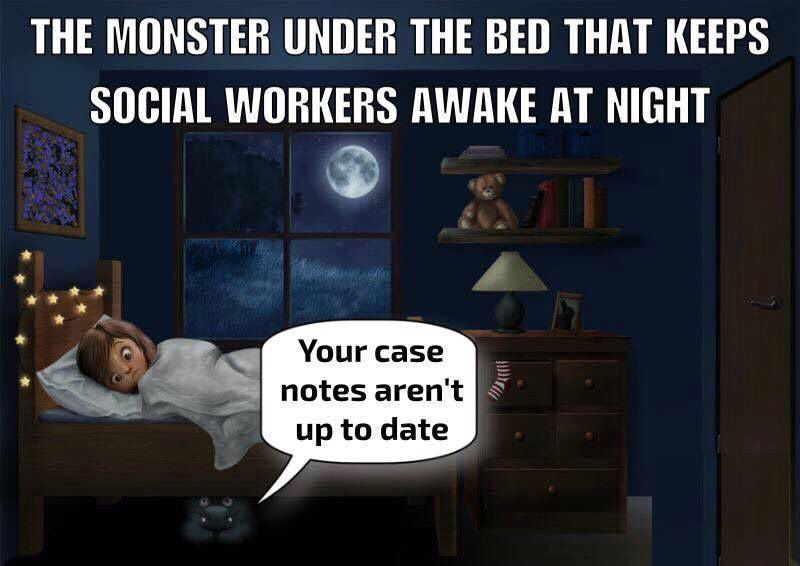 THE MONSTER UNDER THE BED THAT KEEPS
SOCIAL WORKERS AWAKE AT NIGHT
Your case
notes aren't
up to date